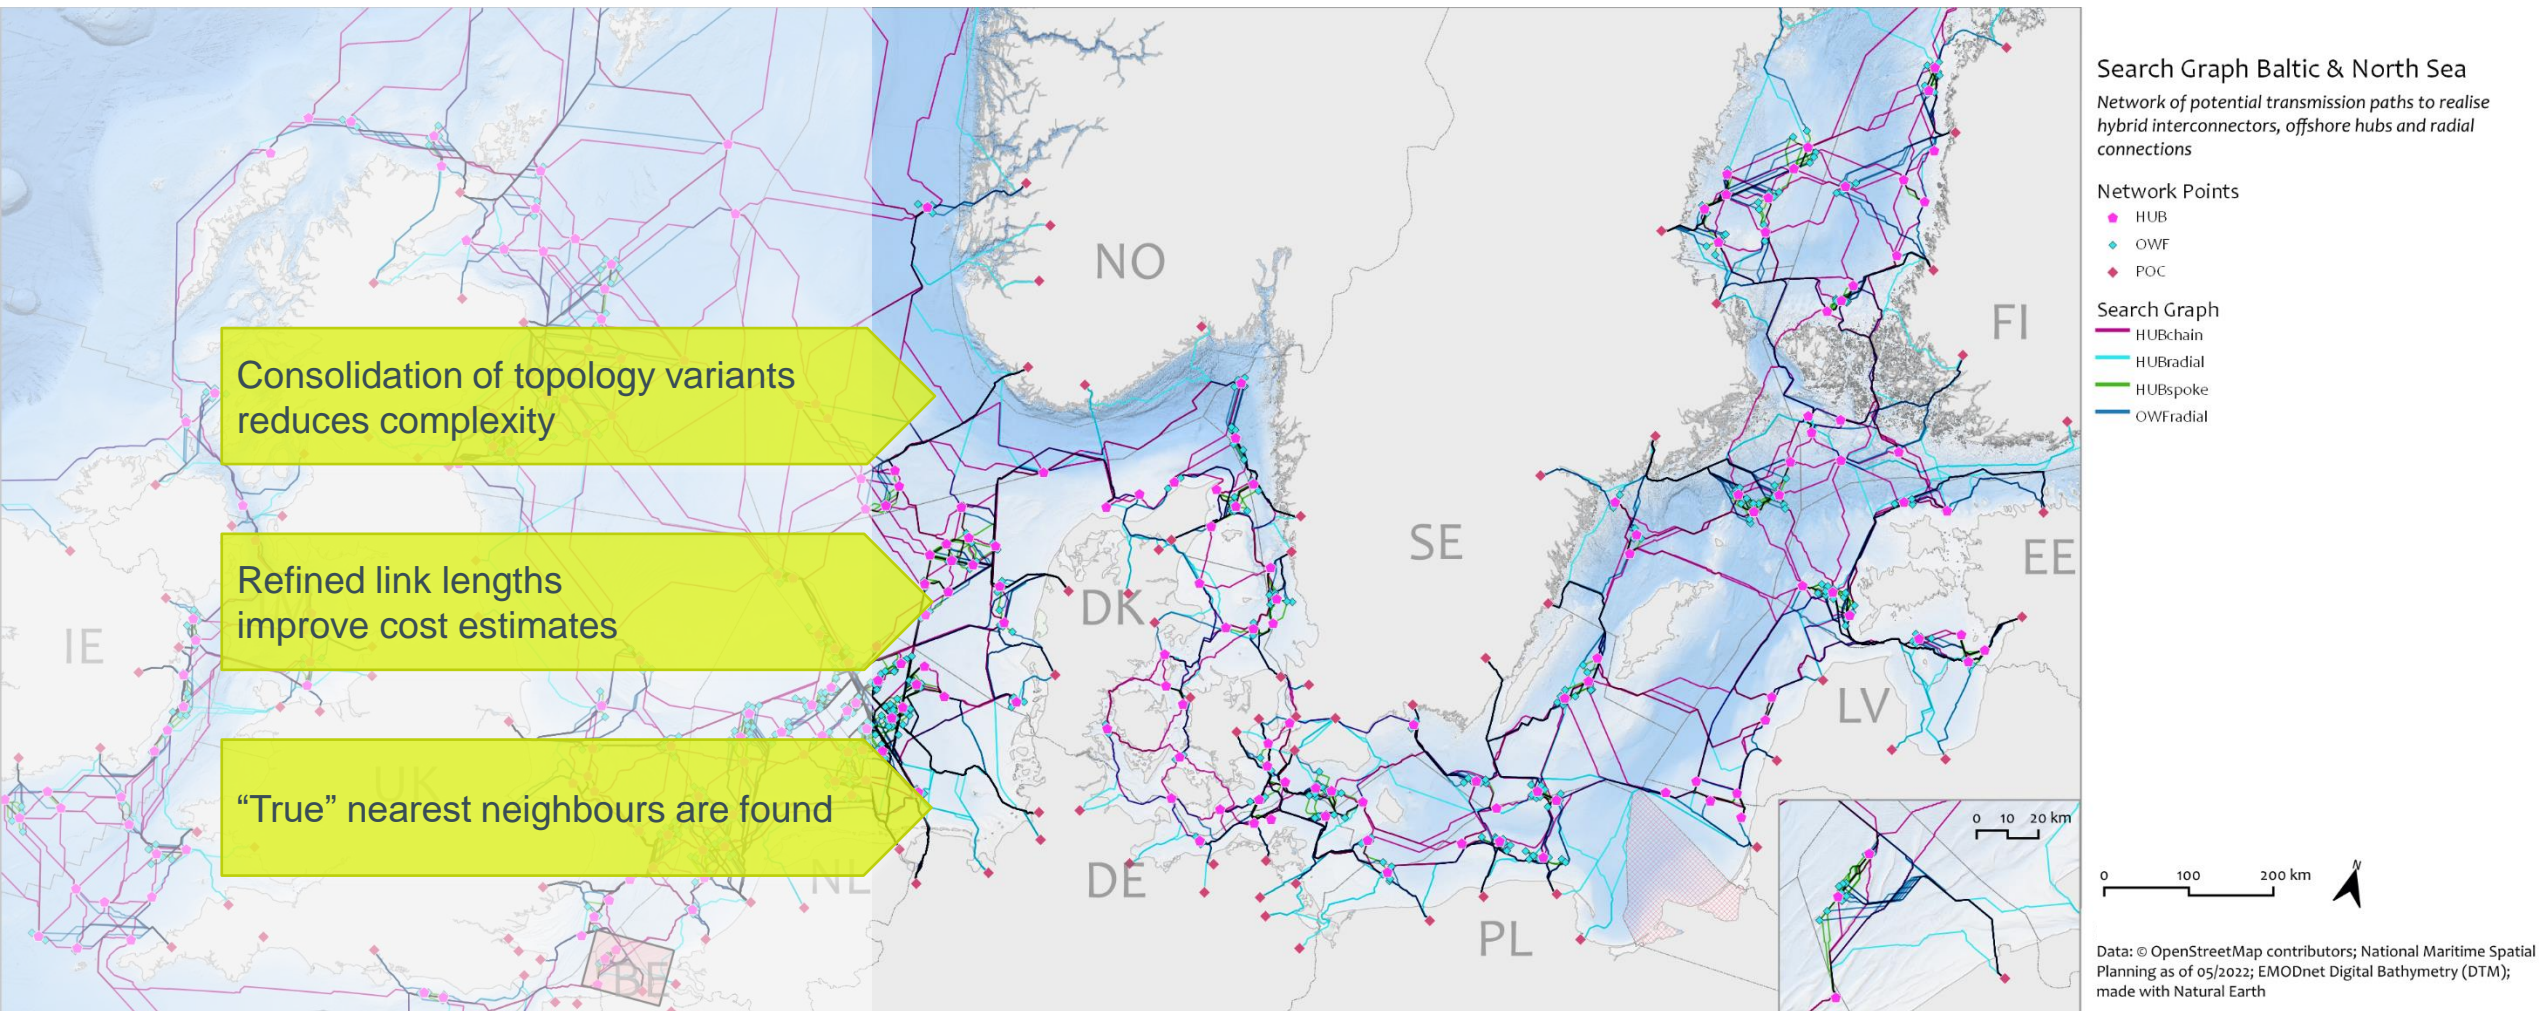 Consolidation of topology variants
reduces complexity
Refined link lengths
improve cost estimates
“True” nearest neighbours are found
NO
FI
SE
EE
DK
LV
IE
UK
NL
DE
PL
BE
0 10 20 km
Search Graph Baltic & North Sea
Network of potential transmission paths to realise
hybrid interconnectors, offshore hubs and radial
connections
Network Points
HUB
OWF
POC
Search Graph
HUBchain
HUBradial
HUBspoke
OWFradial
0 100 200 km
N
Data: © OpenStreetMap contributors; National Maritime Spatial
Planning as of 05/2022; EMODnet Digital Bathymetry (DTM);
made with Natural Earth